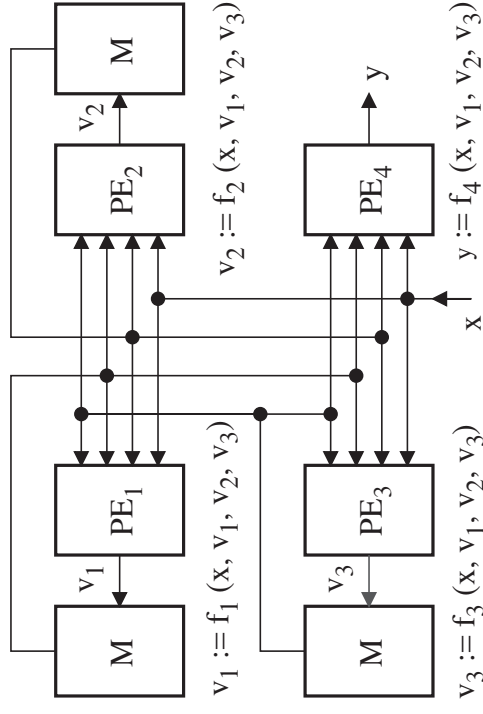 M
v1
PE1
PE2
v2
M
v1 := f1 (x, v1, v2, v3)
v2 := f2 (x, v1, v2, v3)
M
v3
PE3
PE4
y
v3 := f3 (x, v1, v2, v3)
x
y := f4 (x, v1, v2, v3)